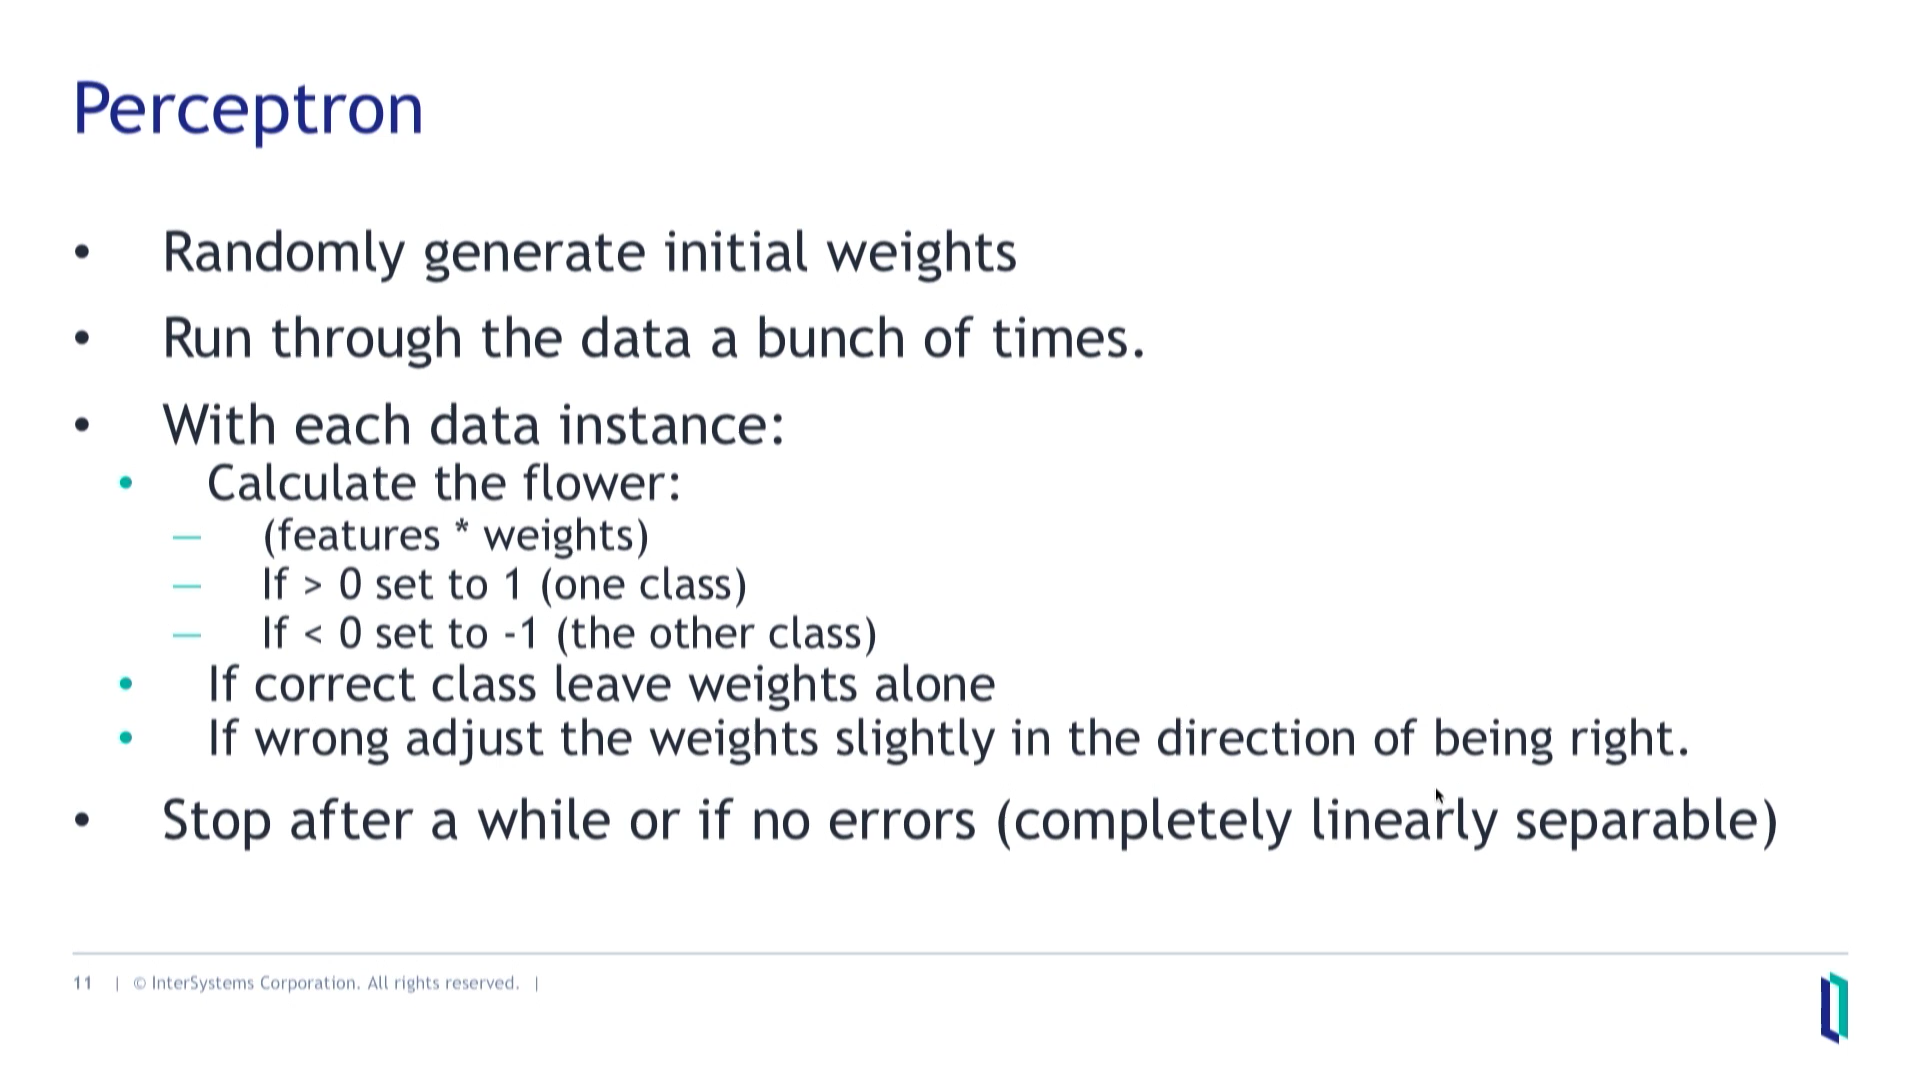 Perceptron
• Randomly generate initial weights
• Run through the data a bunch of times.
• With each data instance:
• Calculate the flower:
— (features * weights)
— If > 0 set to 1 (one class)
— If < 0 set to -1 (the other class)
• If correct class leave weights alone
• If wrong adjust the weights slightly in the direction of being right.
• Stop after a while or if no errors (completely linearly separable)
11 | © InterSystems Corporation. All rights reserved. |